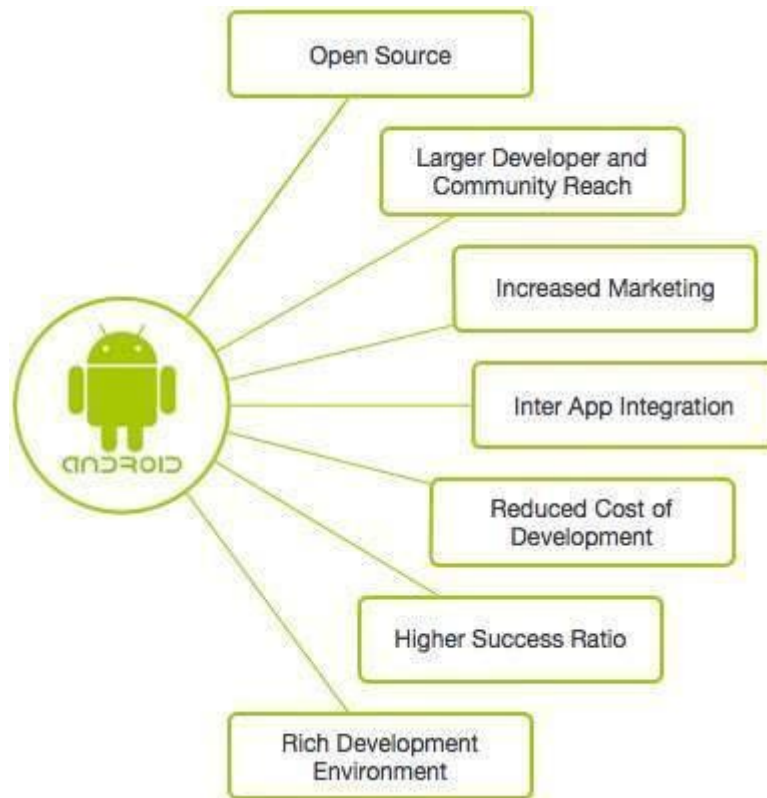 Open Source
Larger Developer and
Community Reach
Increased Marketing
ANDROID
Inter App Integration
Reduced Cost of
Development
Higher Success Ratio
Rich Development
Environment